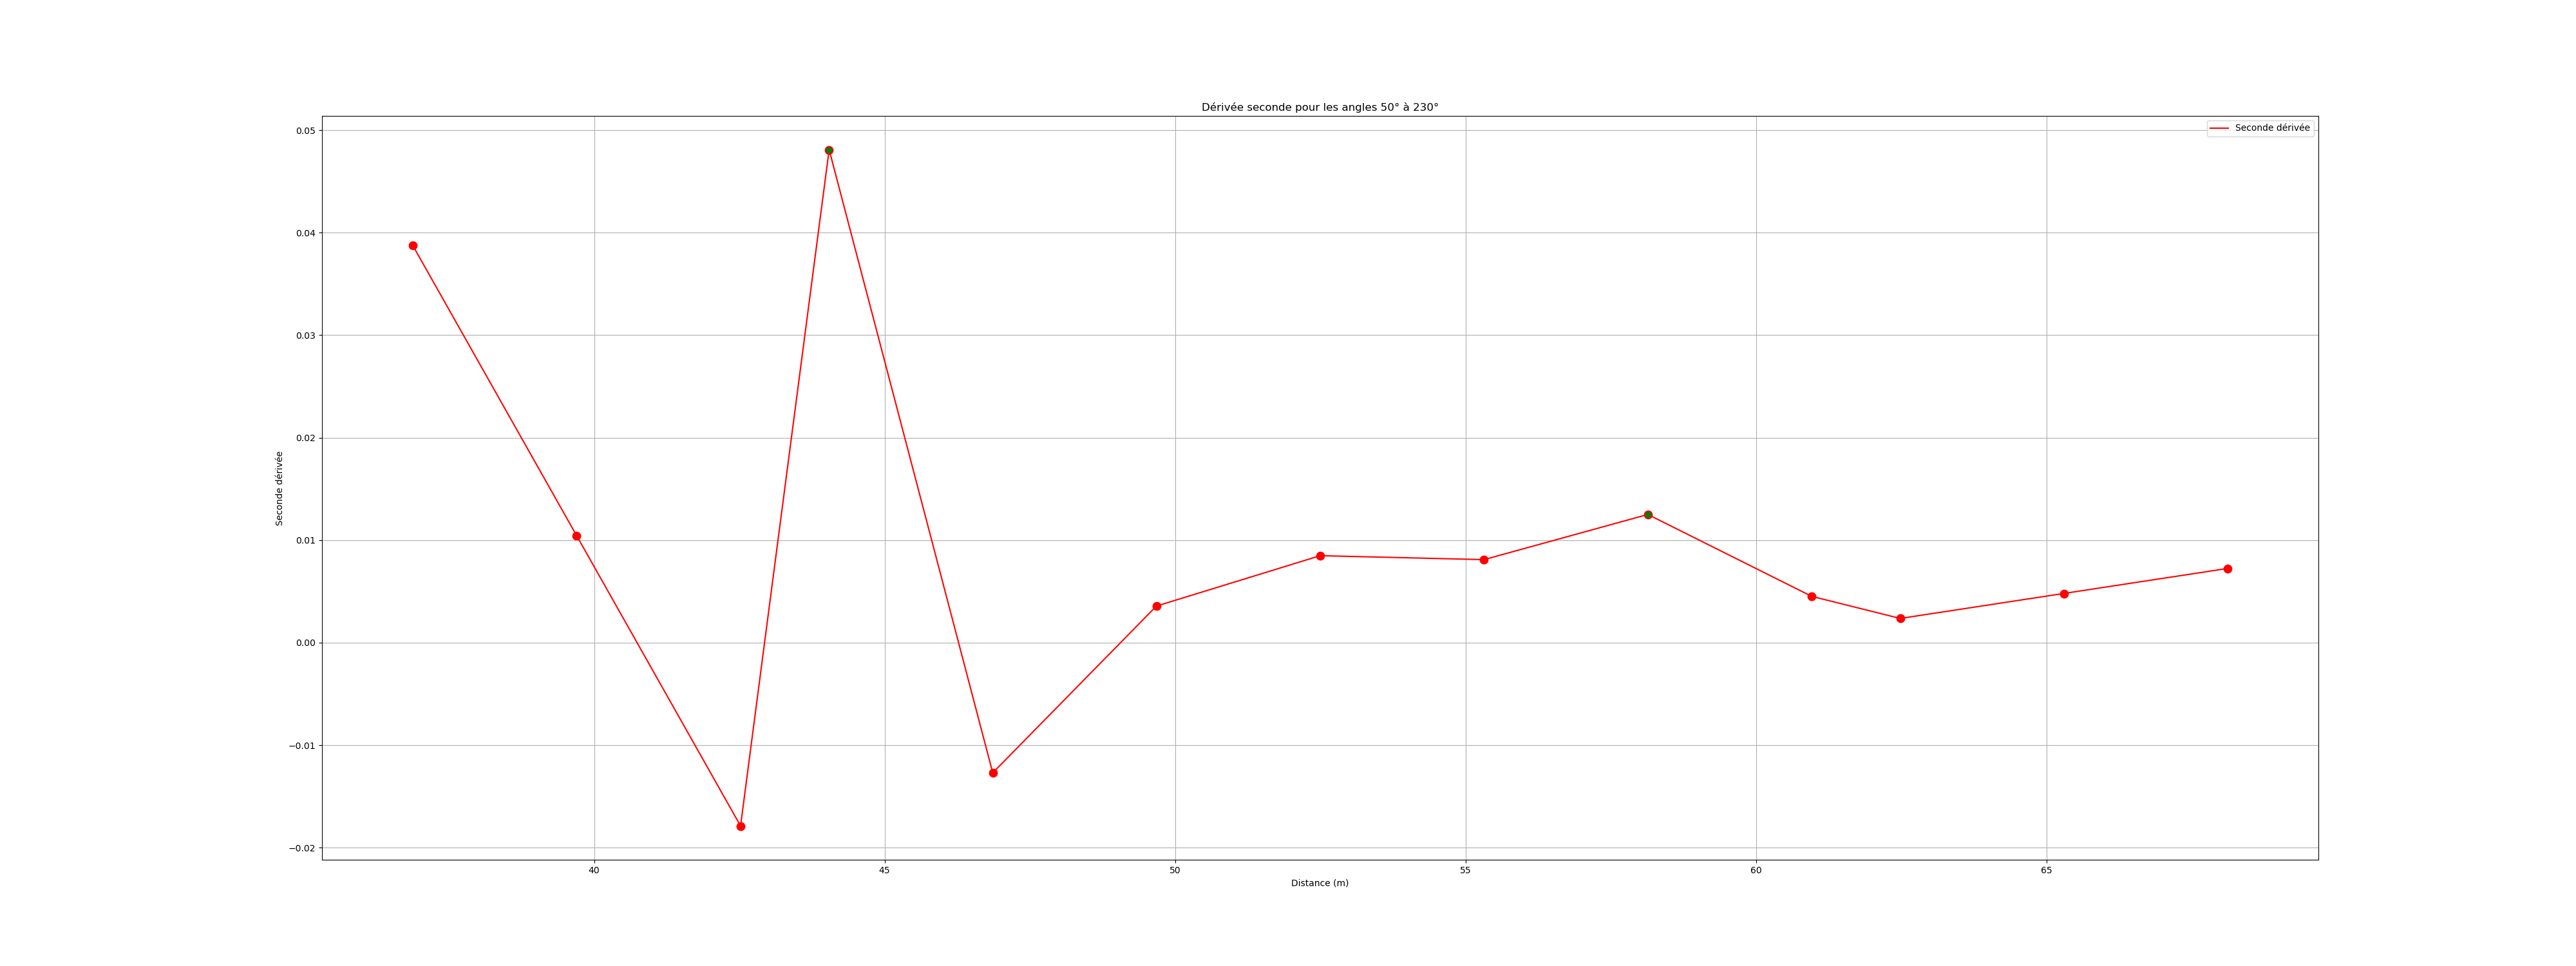 Dérivée seconde pour les angles 50° à 230°
Seconde dérivée
0.05
0.04
0.03
0.02
0.01
0.00
−0.01
−0.02
Seconde dérivée
40 45 50 55 60 65
Distance (m)